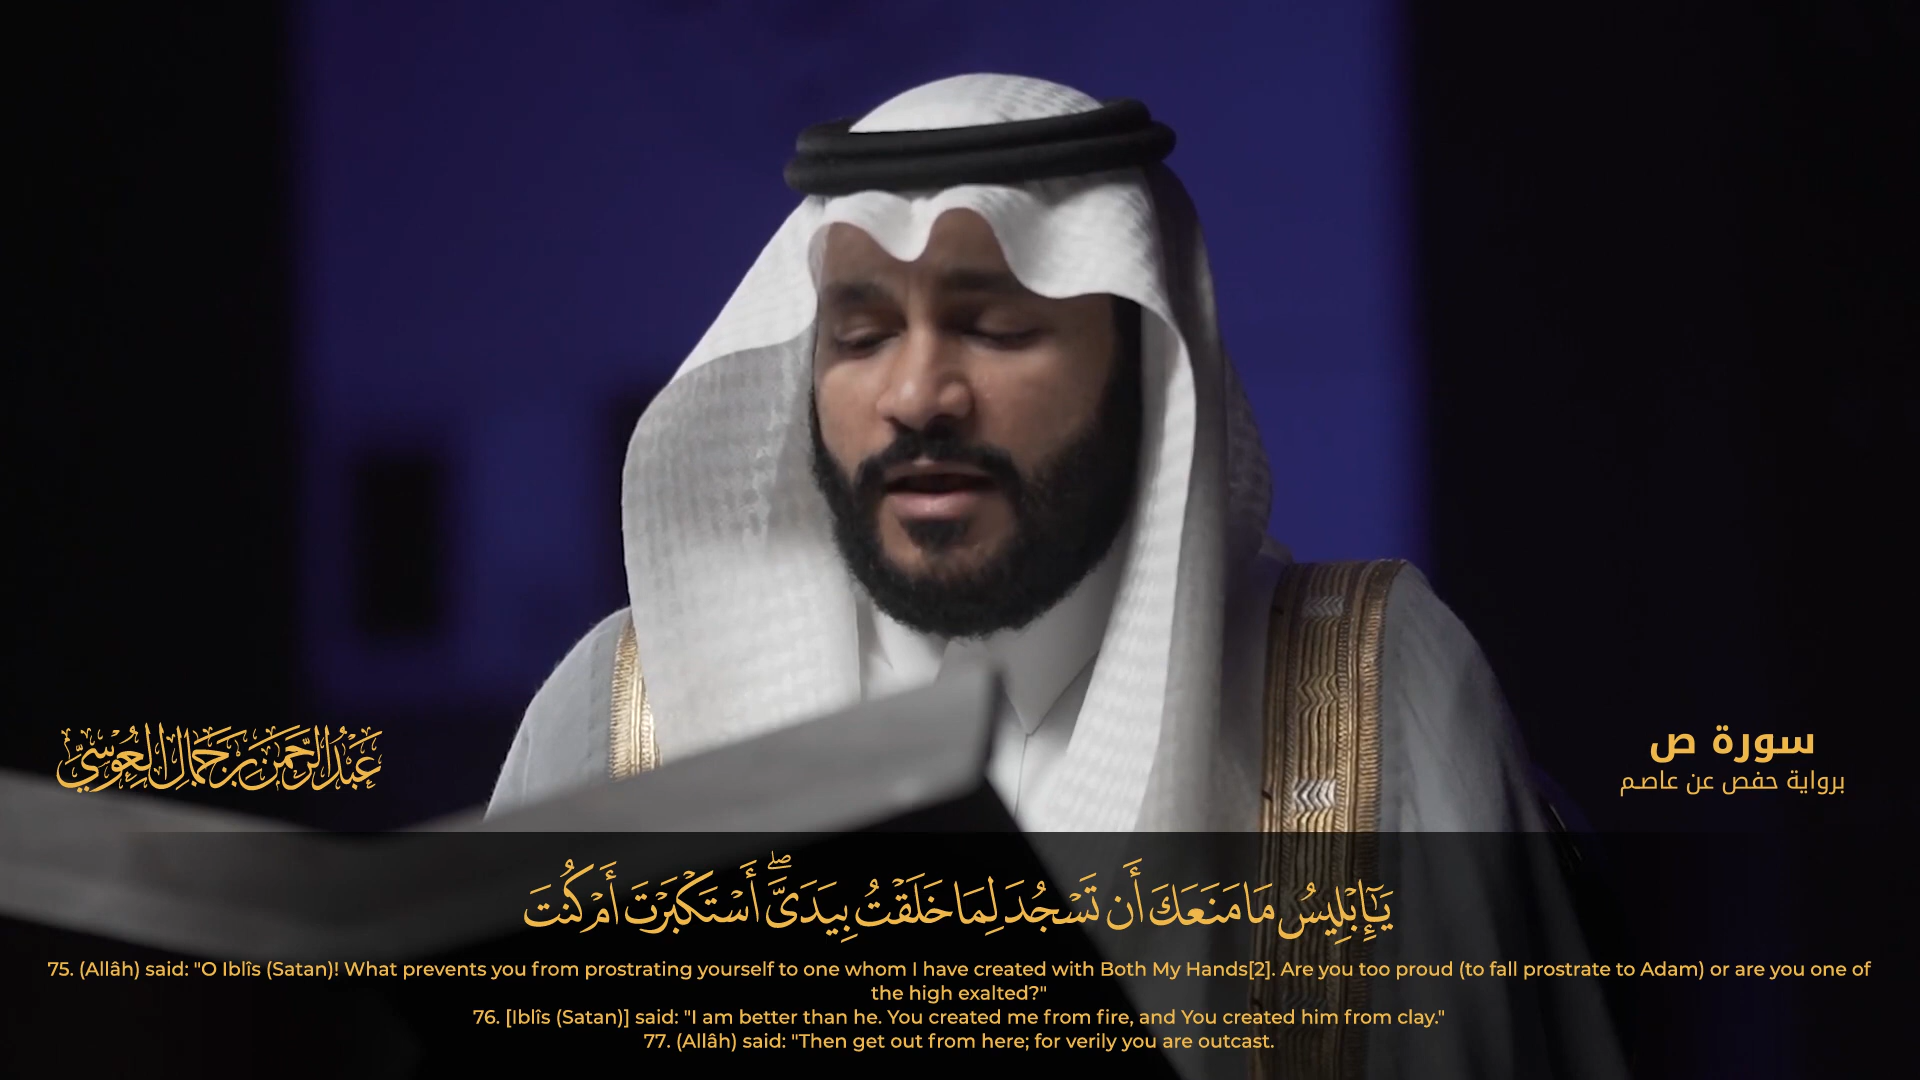 عَبْدُ الرَّحْمَن بن جَمَال العُوسِيّ
سورة ص
برواية حفص عن عاصم
يَـٰٓإِبْلِيسُ مَا مَنَعَكَ أَن تَسْجُدَ لِمَا خَلَقْتُ بِيَدَىَّ ۖ أَسْتَكْبَرْتَ أَمْ كُنتَ
75. (Allâh) said: "O Iblîs (Satan)! What prevents you from prostrating yourself to one whom I have created with Both My Hands[2]. Are you too proud (to fall prostrate to Adam) or are you one of
the high exalted?"
76. [Iblîs (Satan)] said: "I am better than he. You created me from fire, and You created him from clay."
77. (Allâh) said: "Then get out from here; for verily you are outcast.